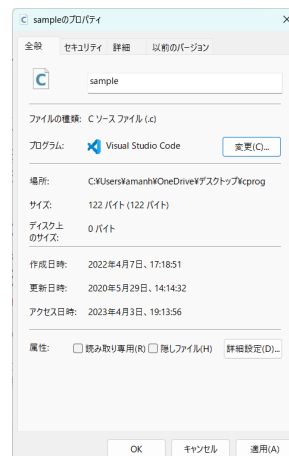 C sampleのプロパティ ×
全般 セキュリティ 詳細 以前のバージョン
C sample
ファイルの種類: C ソース ファイル (.c)
プログラム: Visual Studio Code 変更(C)...
場所: C:¥Users¥amanh¥OneDrive¥デスクトップ¥cprog
サイズ: 122 バイト (122 バイト)
ディスク上
のサイズ: 0 バイト
作成日時: 2022年4月7日、17:18:51
更新日時: 2020年5月29日、14:14:32
アクセス日時: 2023年4月3日、19:13:56
属性: 読み取り専用(R) 隠しファイル(H) 詳細設定(D)...
OK キャンセル 適用(A)